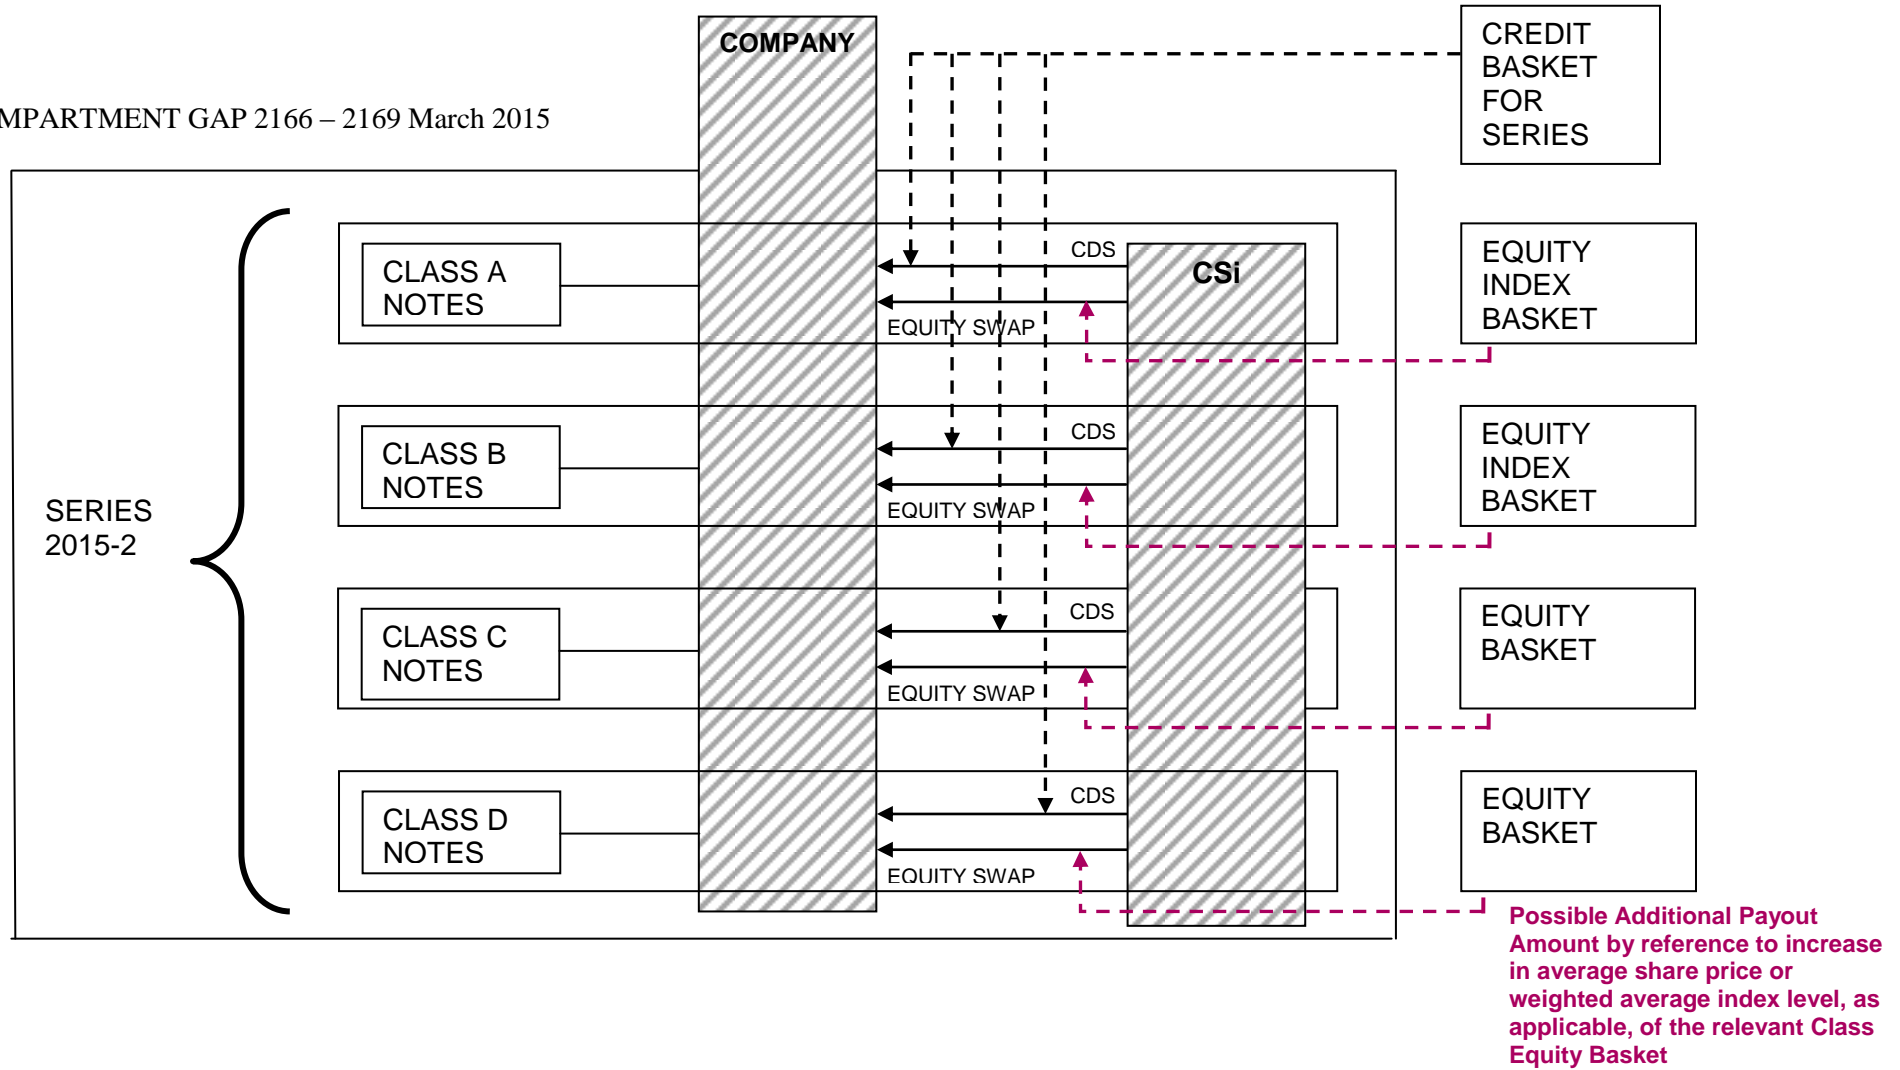 COMPANY
CREDIT
BASKET
FOR
SERIES
MPARTMENT GAP 2166 – 2169 March 2015
SERIES
2015-2
CLASS A
NOTES
CDS
EQUITY SWAP
CSi
EQUITY
INDEX
BASKET
CLASS B
NOTES
CDS
EQUITY SWAP
EQUITY
INDEX
BASKET
CLASS C
NOTES
CDS
EQUITY SWAP
EQUITY
BASKET
CLASS D
NOTES
CDS
EQUITY SWAP
EQUITY
BASKET
Possible Additional Payout
Amount by reference to increase
in average share price or
weighted average index level, as
applicable, of the relevant Class
Equity Basket